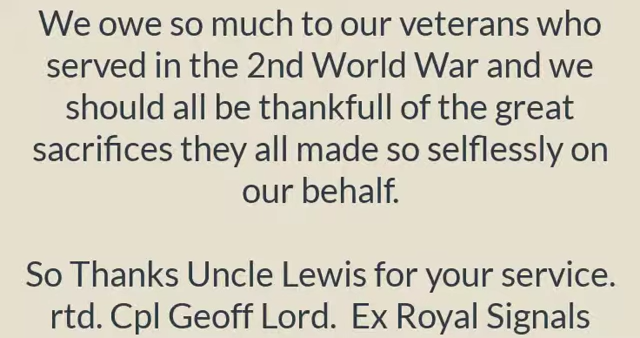 We owe so much to our veterans who
served in the 2nd World War and we
should all be thankfull of the great
sacrifices they all made so selflessly on
our behalf.
So Thanks Uncle Lewis for your service.
rtd. Cpl Geoff Lord.  Ex Royal Signals